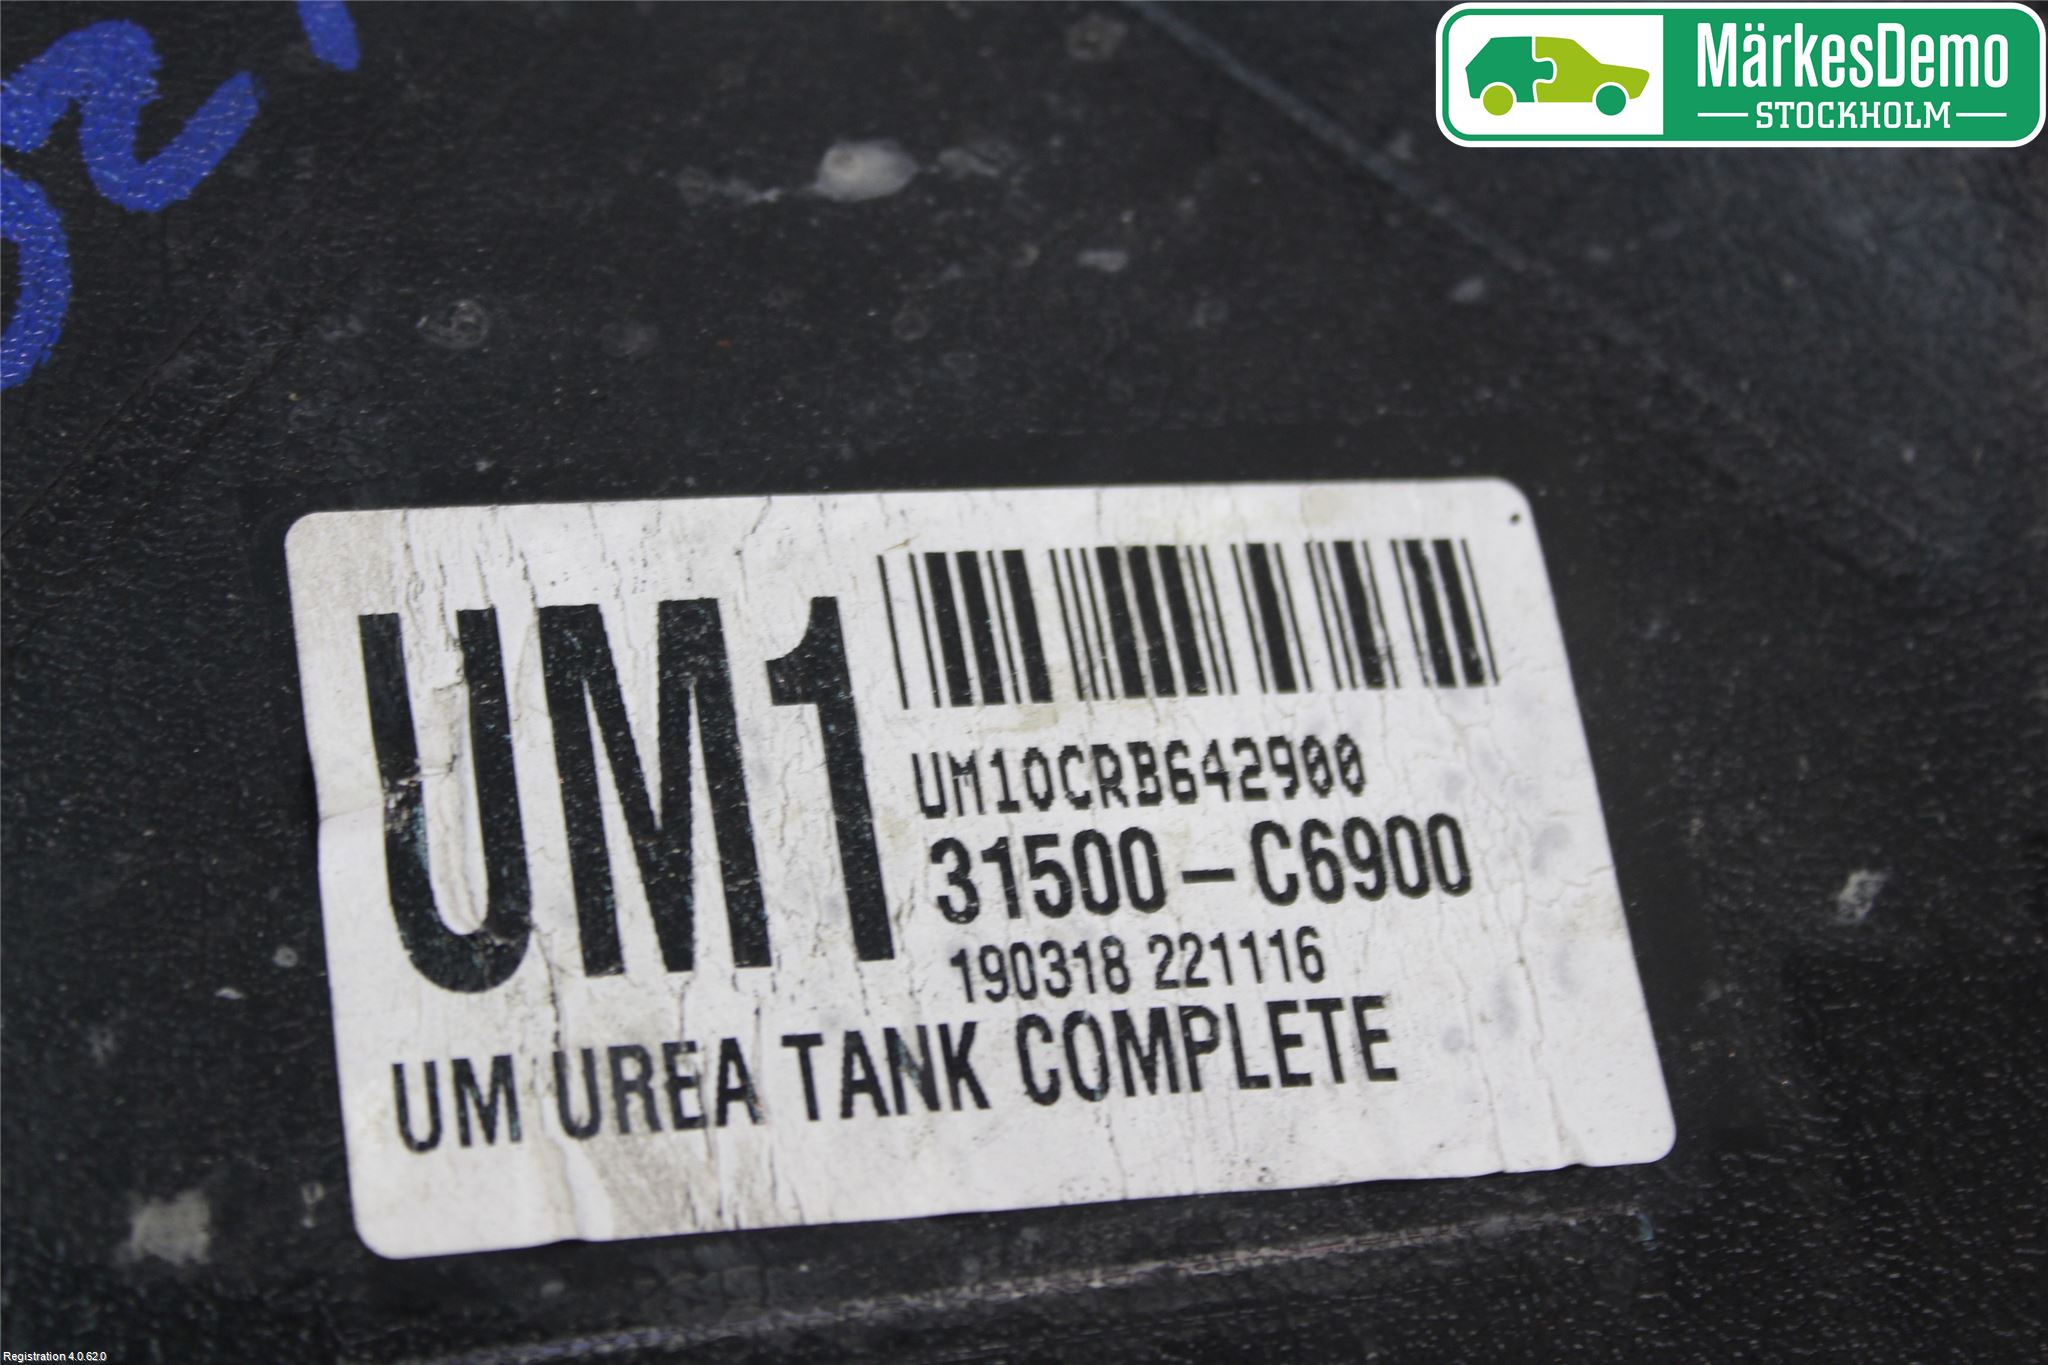 MärkesDemo
STOCKHOLM
UM1
UM10CRB642900
31500-C6900
190318 221116
UM UREA TANK COMPLETE
Registration 4.0.62.0